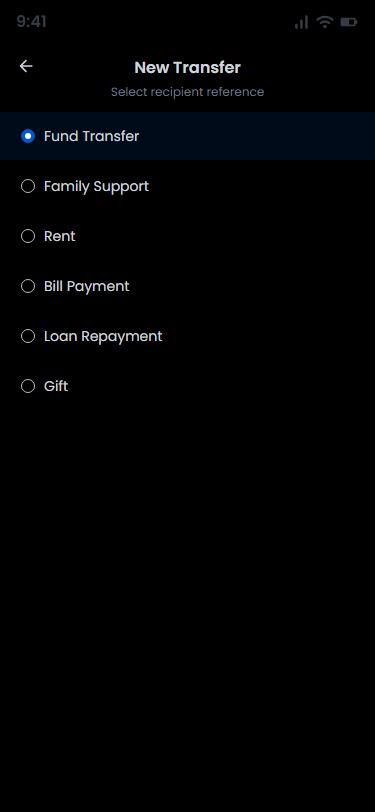 9:41
New Transfer
Select recipient reference
Fund Transfer
Family Support
Rent
Bill Payment
Loan Repayment
Gift